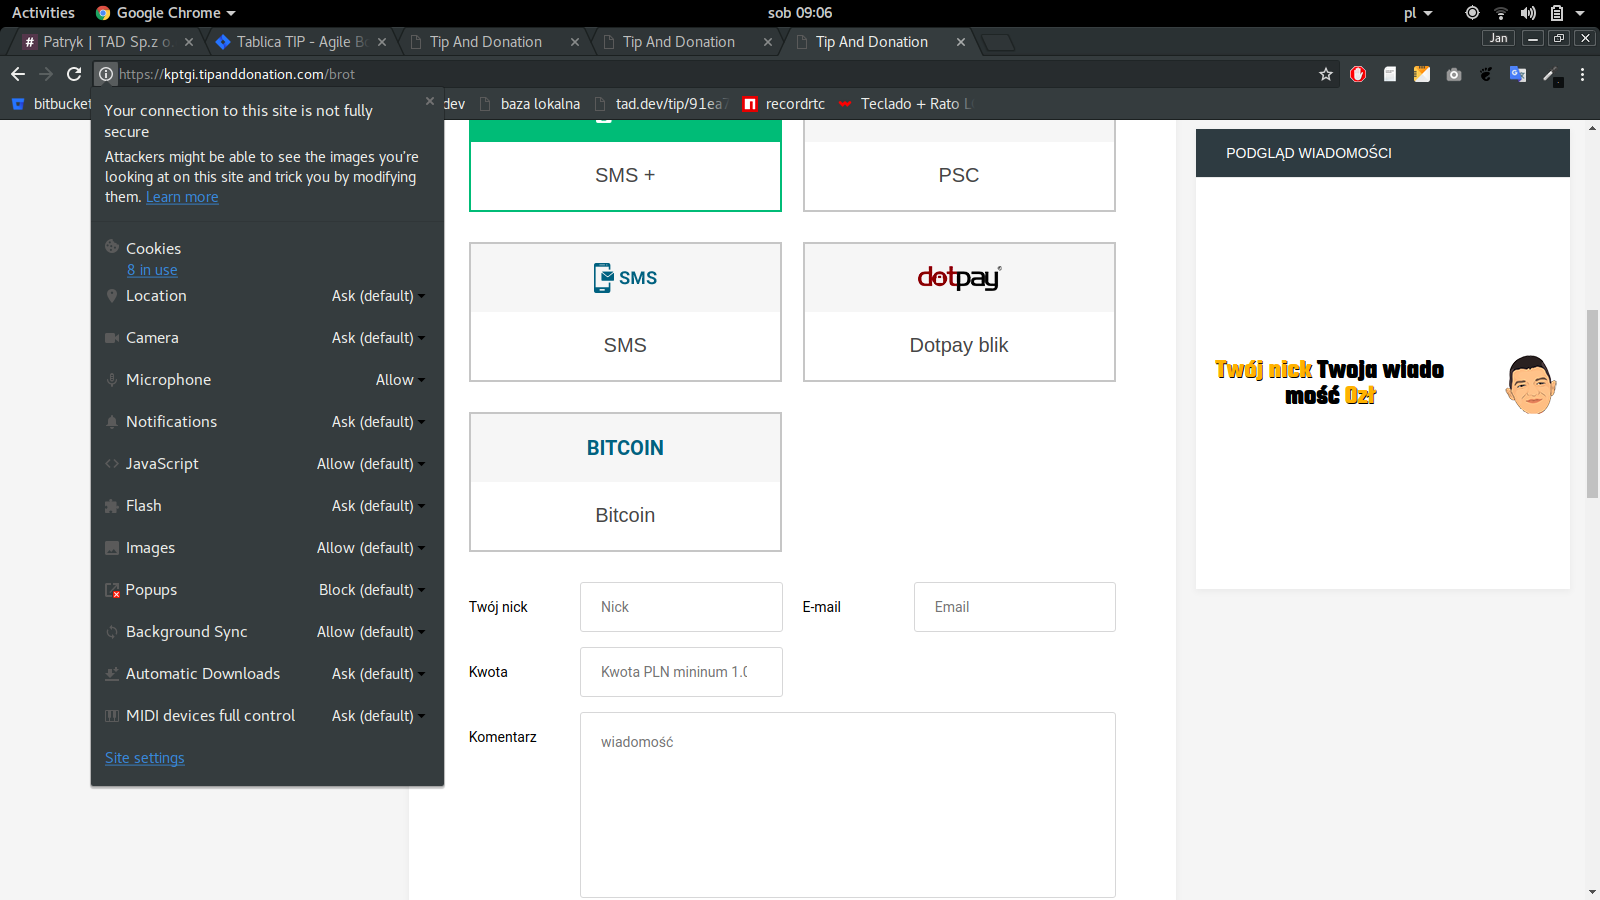 Activities
Google Chrome
sob 09:06
pl
# Patryk | TAD Sp.z o.
Tablica TIP - Agile Bo
Tip And Donation
Tip And Donation
Tip And Donation
Jan
https://kptgi.tipanddonation.com/brot
bitbucket
dev
baza lokalna
tad.dev/tip/91ea7
recordrtc
Teclado + Rato L
Your connection to this site is not fully
secure
Attackers might be able to see the images you're
looking at on this site and trick you by modifying
them. Learn more
Cookies
8 in use
Location Ask (default)
Camera Ask (default)
Microphone Allow
Notifications Ask (default)
JavaScript Allow (default)
Flash Ask (default)
Images Allow (default)
Popups Block (default)
Background Sync Allow (default)
Automatic Downloads Ask (default)
MIDI devices full control Ask (default)
Site settings
SMS +
PSC
SMS
SMS
dotpay
Dotpay blik
BITCOIN
Bitcoin
Twój nick
Nick
E-mail
Email
Kwota
Kwota PLN mininum 1.0
Komentarz
wiadomość
PODGLĄD WIADOMOŚCI
Twój nick Twoja wiado
mość 0zł